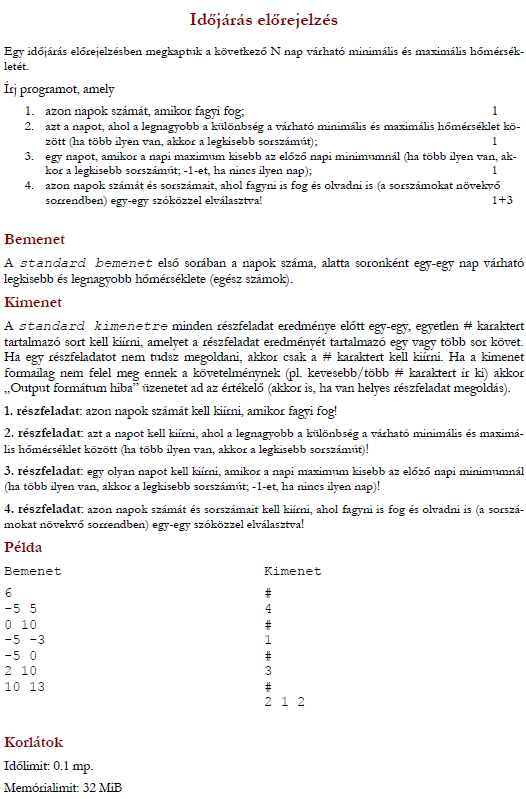 Időjárás előrejelzés
Egy időjárás előrejelzésben megkaptuk a következő N nap várható minimális és maximális hőmérsék-
letét.
Írj programot, amely
1. azon napok számát, amikor fagyi fog; 1
2. azt a napot, ahol a legnagyobb a különbség a várható minimális és maximális hőmérséklet kö-
zött (ha több ilyen van, akkor a legkisebb sorszámút); 1
3. egy napot, amikor a napi maximum kisebb az előző napi minimumnál (ha több ilyen van, ak-
kor a legkisebb sorszámút; -1-et, ha nincs ilyen nap); 1
4. azon napok számát és sorszámait, ahol fagyni is fog és olvadni is (a sorszámokat növekvő
sorrendben) egy-egy szóközzel elválasztva! 1+3
Bemenet
A standard bemenet első sorában a napok száma, alatta soronként egy-egy nap várható
legkisebb és legnagyobb hőmérséklete (egész számok).
Kimenet
A standard kimenetre minden részfeladat eredménye előtt egy-egy, egyetlen # karaktert
tartalmazó sort kell kiírni, amelyet a részfeladat eredményét tartalmazó egy vagy több sor követ.
Ha egy részfeladatot nem tudsz megoldani, akkor csak a # karaktert kell kiírni. Ha a kimenet
formailag nem felel meg ennek a követelménynek (pl. kevesebb/több # karaktert ír ki) akkor
„Output formátum hiba” üzenetet ad az értékelő (akkor is, ha van helyes részfeladat megoldás).
1. részfeladat: azon napok számát kell kiírni, amikor fagyi fog!
2. részfeladat: azt a napot kell kiírni, ahol a legnagyobb a különbség a várható minimális és maximá-
lis hőmérséklet között (ha több ilyen van, akkor a legkisebb sorszámút)!
3. részfeladat: egy olyan napot kell kiírni, amikor a napi maximum kisebb az előző napi minimumnál
(ha több ilyen van, akkor a legkisebb sorszámút; -1-et, ha nincs ilyen nap)!
4. részfeladat: azon napok számát és sorszámait kell kiírni, ahol fagyni is fog és olvadni is (a sorszá-
mokat növekvő sorrendben) egy-egy szóközzel elválasztva!
Példa
Bemenet Kimenet
6 #
-5 5 4
0 10 #
-5 -3 1
-5 0 #
2 10 3
10 13 #
2 1 2
Korlátok
Időlimit: 0.1 mp.
Memórialimit: 32 MiB